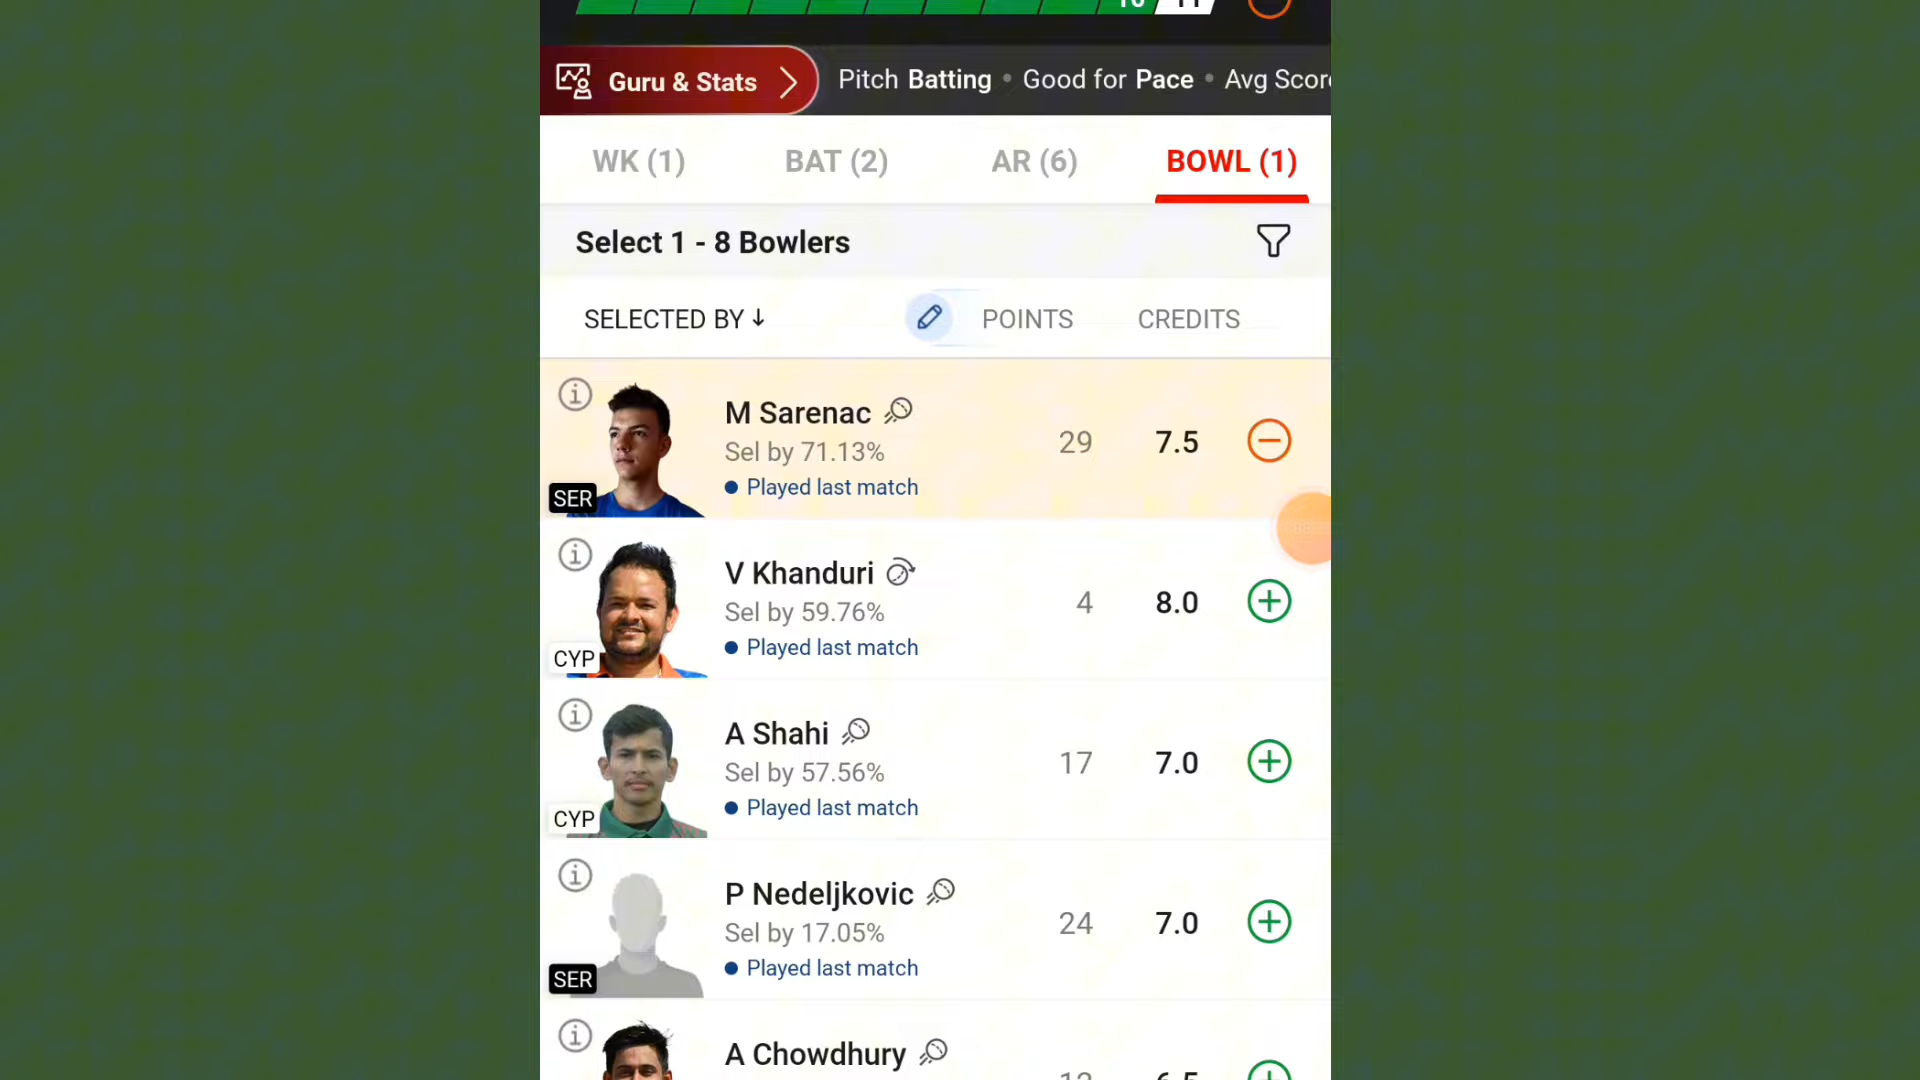 10 11
Guru & Stats Pitch Batting • Good for Pace • Avg Score
WK (1) BAT (2) AR (6) BOWL (1)
Select 1 - 8 Bowlers
SELECTED BY ↓ POINTS CREDITS
M Sarenac
Sel by 71.13% 29 7.5
Played last match
SER
V Khanduri
Sel by 59.76% 4 8.0
Played last match
CYP
A Shahi
Sel by 57.56% 17 7.0
Played last match
CYP
P Nedeljkovic
Sel by 17.05% 24 7.0
Played last match
SER
A Chowdhury